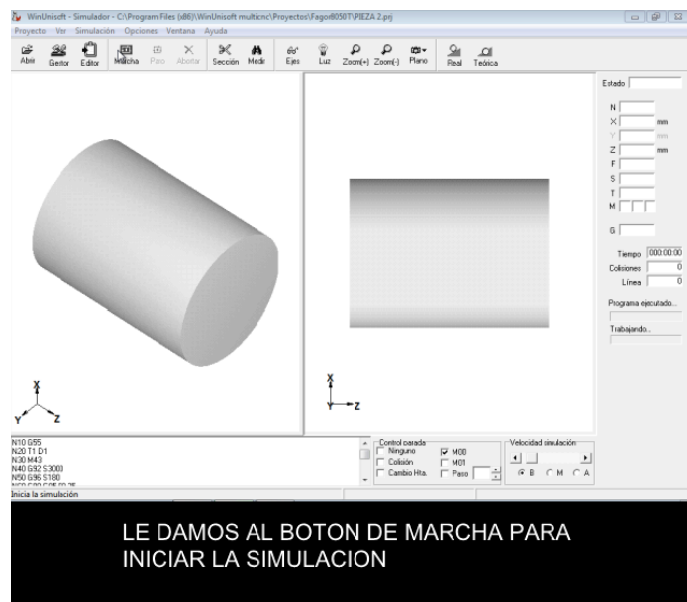 WinUnisoft - Simulador - C:\Program Files (x86)\WinUnisoft multicnc\Proyectos\Fagor8050T\PIEZA 2.prj
Proyecto Ver Simulación Opciones Ventana Ayuda
Abrir Gestor Editor Marcha Paro Abortar Sección Medir Ejes Luz Zoom(+) Zoom(-) Plano Real Teórica
Estado
N
X mm
Y mm
Z mm
F
S
T
M
G
Tiempo 000:00:00
Colisiones 0
Línea 0
Programa ejecutado...
Trabajando..
X
Y
Z
X
Y
Z
N10 G55
N20 T1 D1
N30 M43
N40 G92 S3000
N50 G96 S180
Control parada
Ninguno
Colisión
Cambio Hta.
M00
M01
Paso
Velocidad simulación
B M A
Inicia la simulación
LE DAMOS AL BOTON DE MARCHA PARA
INICIAR LA SIMULACION